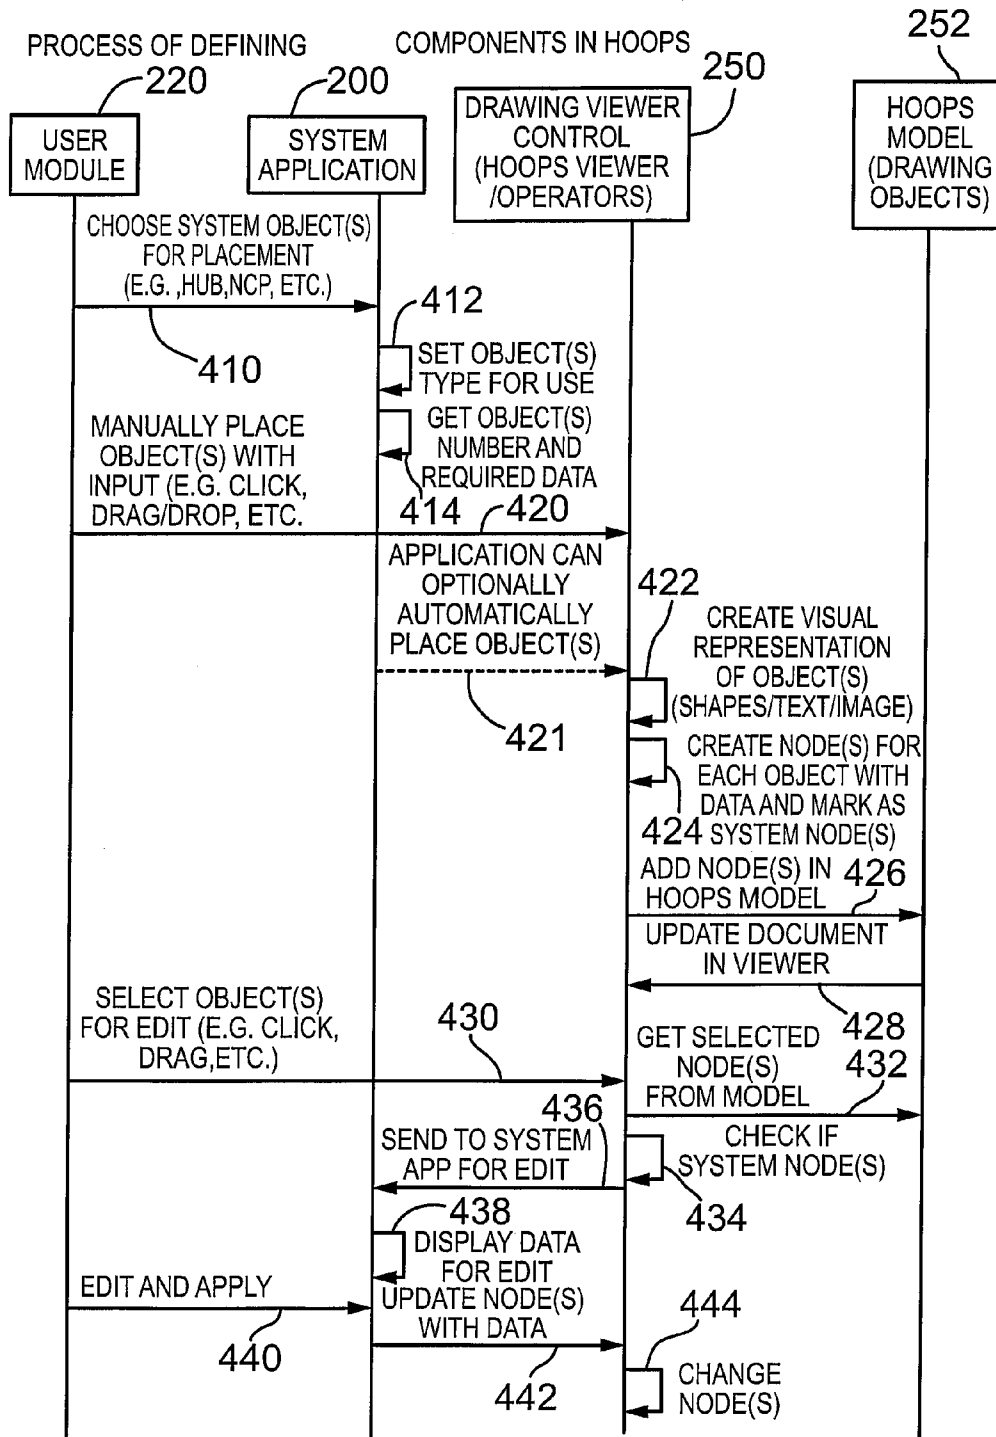 252
PROCESS OF DEFINING
COMPONENTS IN HOOPS
220
200
250
USER
MODULE
SYSTEM
APPLICATION
DRAWING VIEWER
CONTROL
(HOOPS VIEWER
/OPERATORS)
HOOPS
MODEL
(DRAWING
OBJECTS)
CHOOSE SYSTEM OBJECT(S)
FOR PLACEMENT
(E.G. ,HUB,NCP, ETC.)
410
412
SET OBJECT(S)
TYPE FOR USE
GET OBJECT(S)
NUMBER AND
REQUIRED DATA
414
MANUALLY PLACE
OBJECT(S) WITH
INPUT (E.G. CLICK,
DRAG/DROP, ETC.
420
APPLICATION CAN
OPTIONALLY
AUTOMATICALLY
PLACE OBJECT(S)
421
422
CREATE VISUAL
REPRESENTATION
OF OBJECT(S)
(SHAPES/TEXT/IMAGE)
CREATE NODE(S) FOR
EACH OBJECT WITH
DATA AND MARK AS
SYSTEM NODE(S)
424
ADD NODE(S) IN
HOOPS MODEL
426
UPDATE DOCUMENT
IN VIEWER
428
SELECT OBJECT(S)
FOR EDIT (E.G. CLICK,
DRAG,ETC.)
430
GET SELECTED
NODE(S)
FROM MODEL
432
CHECK IF
SYSTEM NODE(S)
434
436
SEND TO SYSTEM
APP FOR EDIT
438
DISPLAY DATA
FOR EDIT
EDIT AND APPLY
440
UPDATE NODE(S)
WITH DATA
442
444
CHANGE
NODE(S)